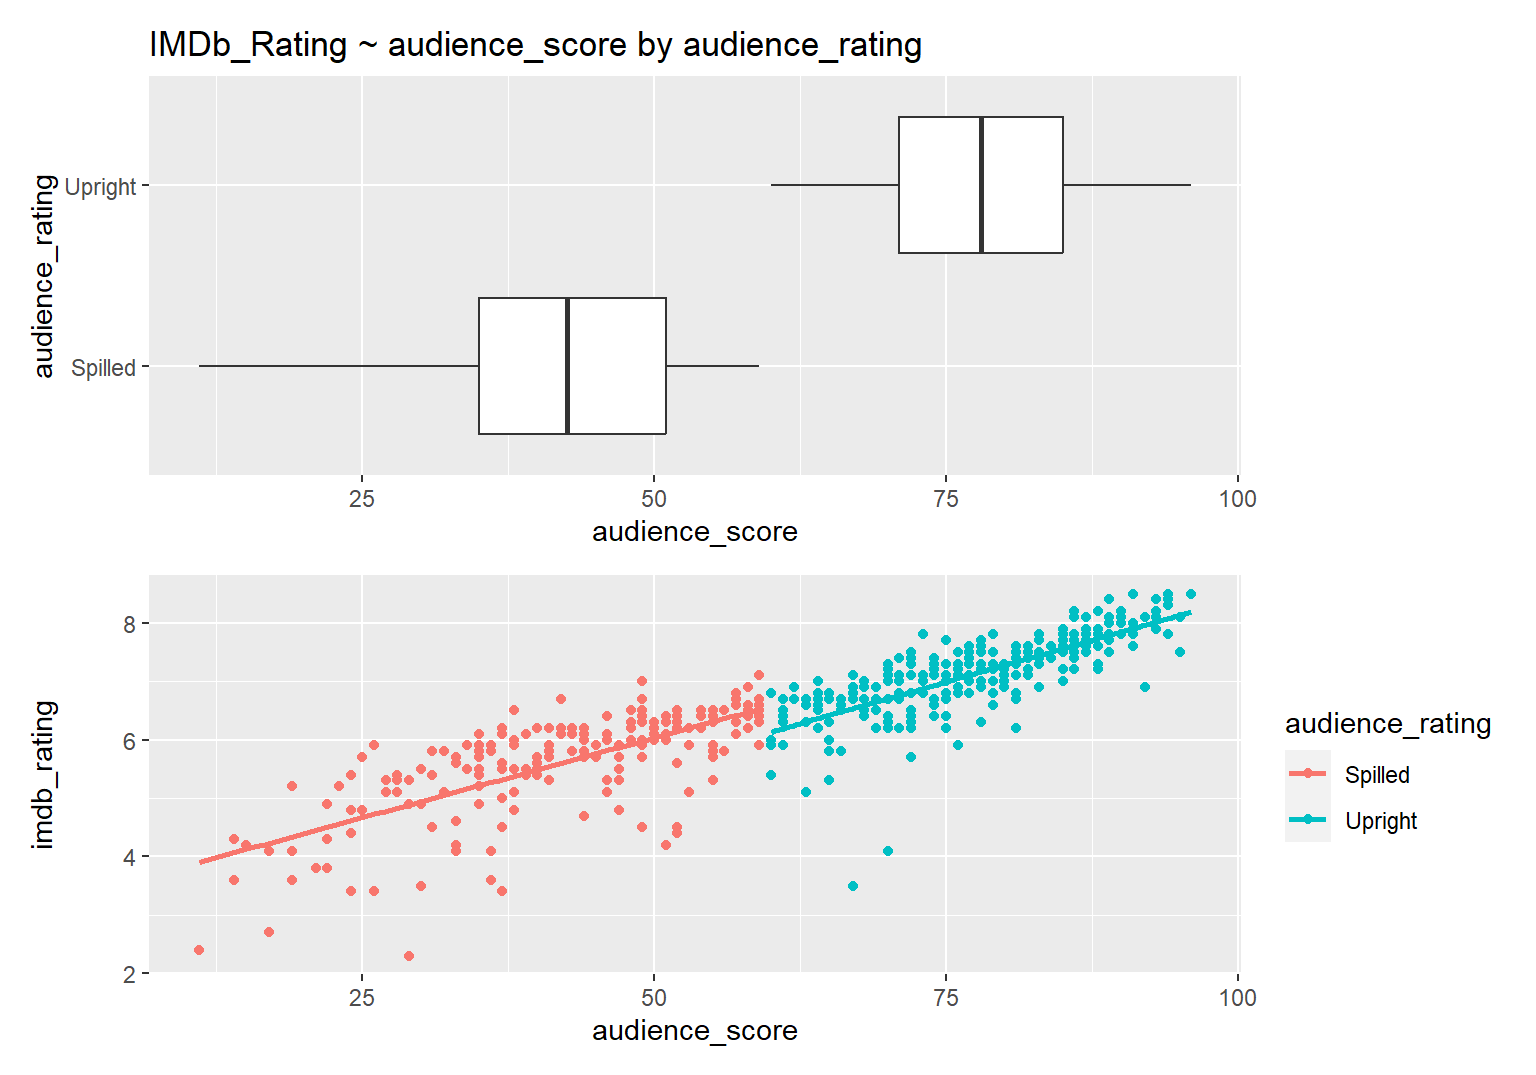 IMDb_Rating ~ audience_score by audience_rating
audience_rating
Upright
Spilled
25 50 75 100
audience_score
imdb_rating
8
6
4
2
25 50 75 100
audience_score
audience_rating
Spilled
Upright